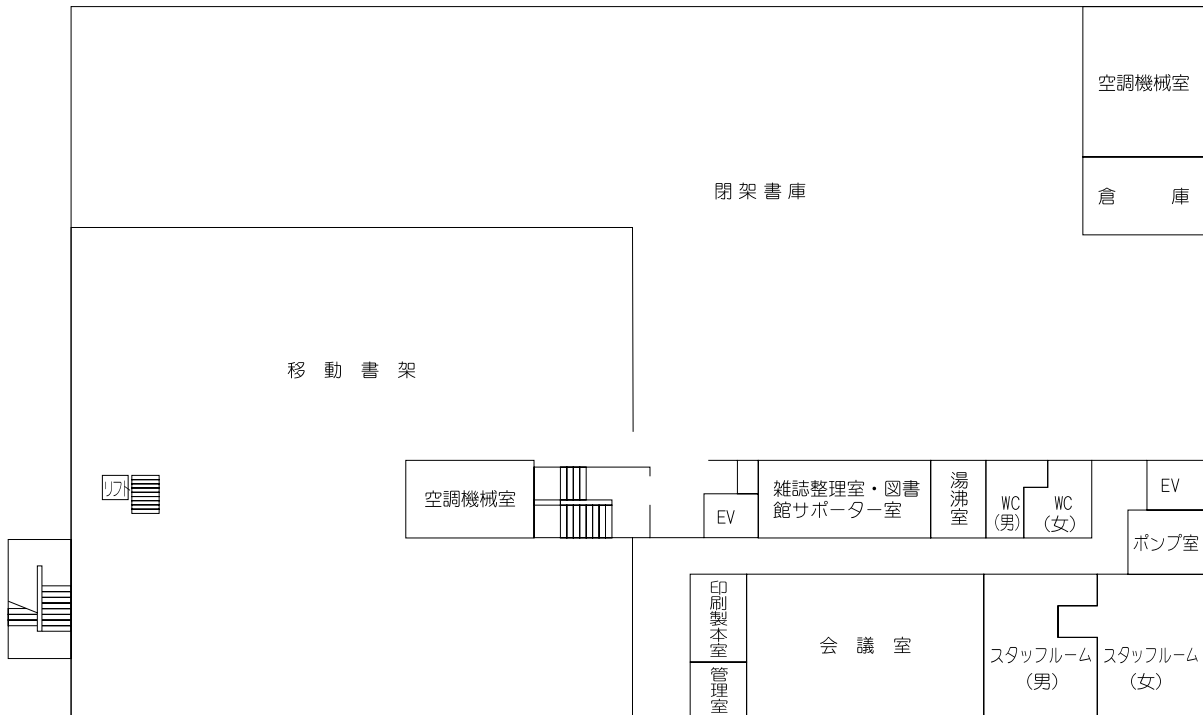 空調機械室
閉架書庫
倉庫
移動書架
リフト
空調機械室
EV
雑誌整理室・図書
館サポーター室
湯沸室
WC
(男)
WC
(女)
EV
ポンプ室
印刷製本室
管理室
会議室
スタッフルーム
(男)
スタッフルーム
(女)